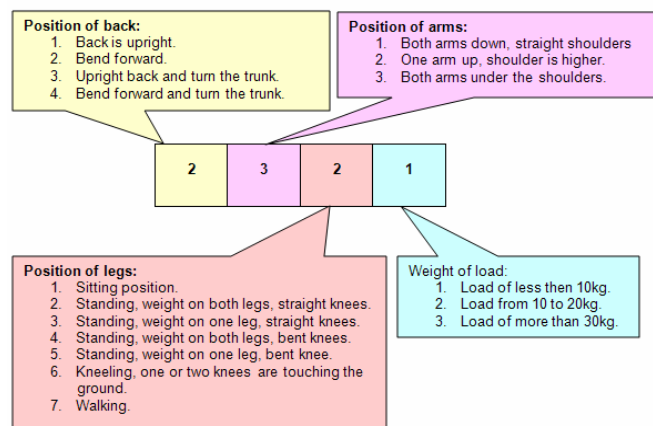 Position of back:
1. Back is upright.
2. Bend forward.
3. Upright back and turn the trunk.
4. Bend forward and turn the trunk.
Position of arms:
1. Both arms down, straight shoulders
2. One arm up, shoulder is higher.
3. Both arms under the shoulders.
2 3 2 1
Position of legs:
1. Sitting position.
2. Standing, weight on both legs, straight knees.
3. Standing, weight on one leg, straight knees.
4. Standing, weight on both legs, bent knees.
5. Standing, weight on one leg, bent knee.
6. Kneeling, one or two knees are touching the
ground.
7. Walking.
Weight of load:
1. Load of less then 10kg.
2. Load from 10 to 20kg.
3. Load of more than 30kg.